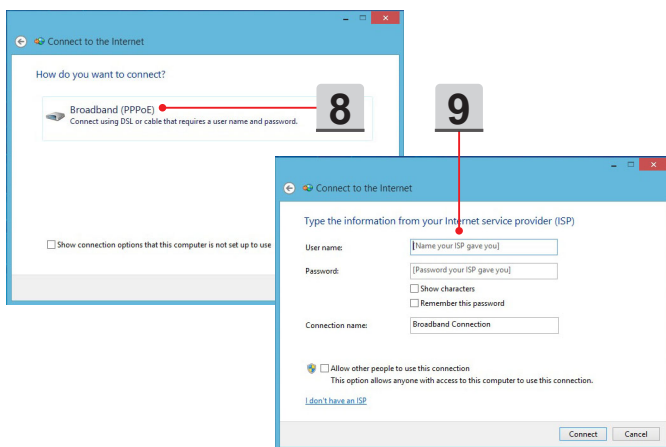 Connect to the Internet
How do you want to connect?
Broadband (PPPoE)
Connect using DSL or cable that requires a user name and password.
Show connection options that this computer is not set up to use
8
9
Connect to the Internet
Type the information from your Internet service provider (ISP)
User name:
[Name your ISP gave you]
Password:
[Password your ISP gave you]
Show characters
Remember this password
Connection name:
Broadband Connection
Allow other people to use this connection
This option allows anyone with access to this computer to use this connection.
I don't have an ISP
Connect
Cancel